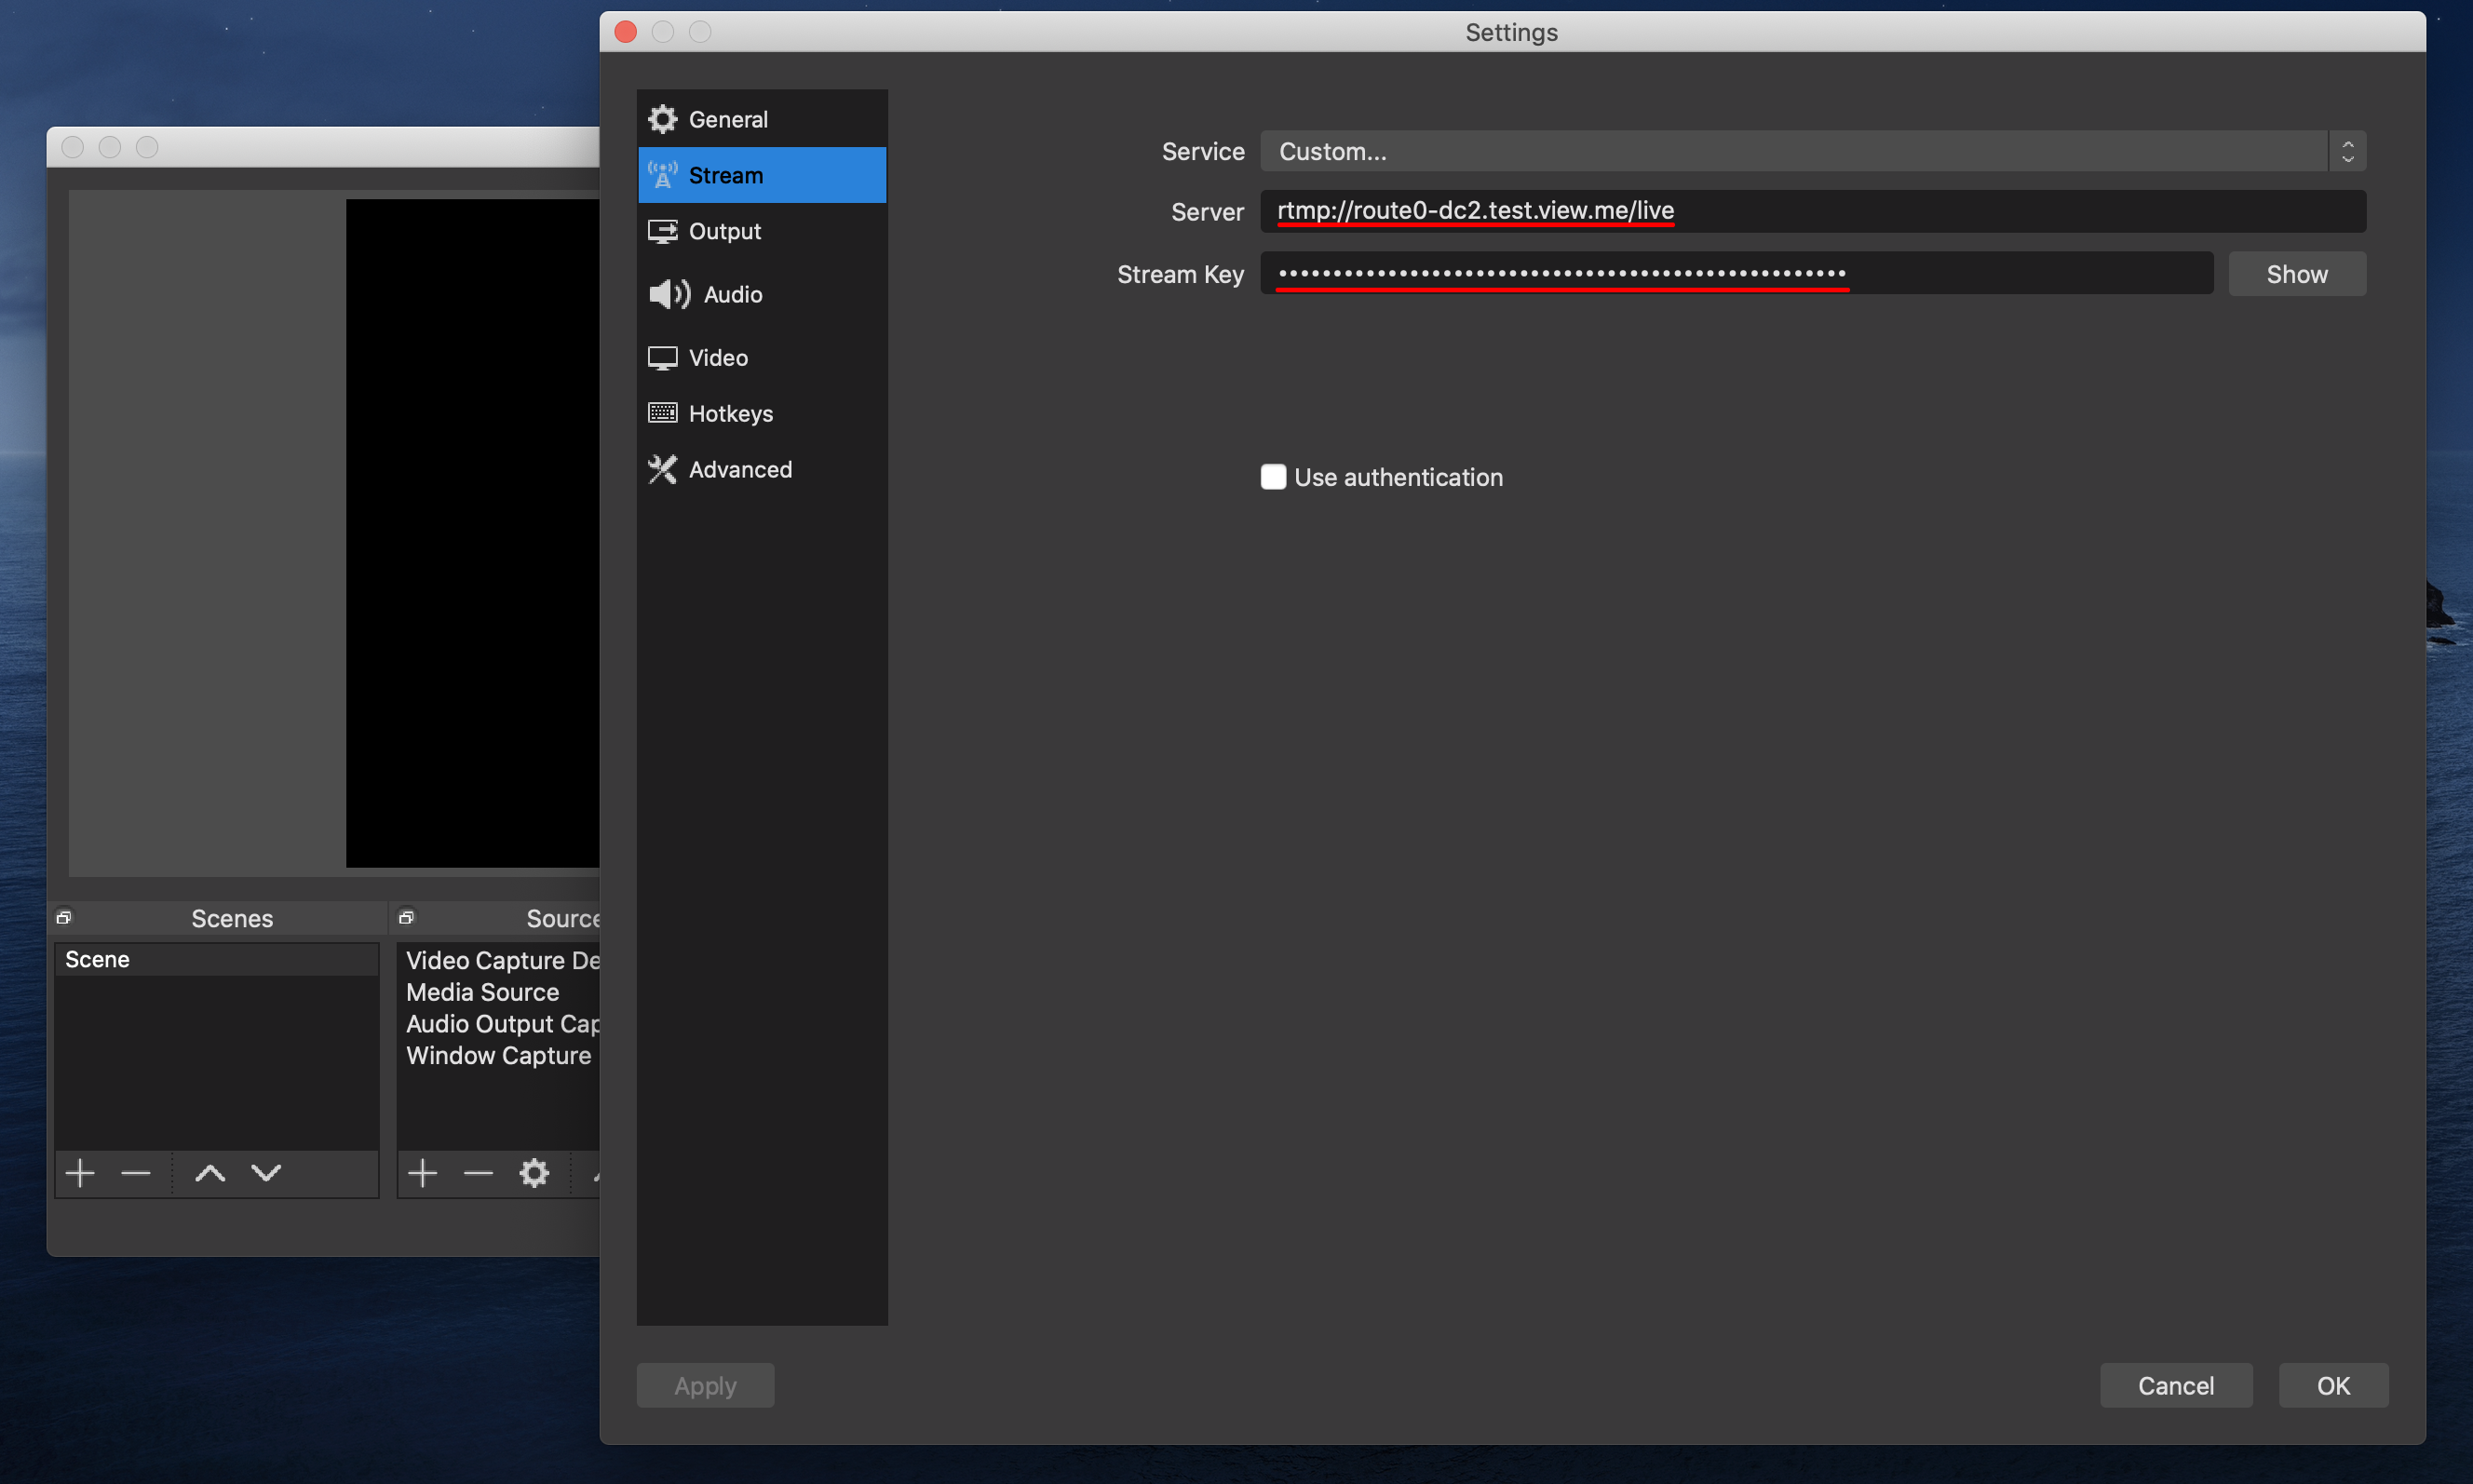 Settings
General
Stream
Output
Audio
Video
Hotkeys
Advanced
Service
Custom...
Server
rtmp://route0-dc2.test.view.me/live
Stream Key
Show
Use authentication
Scenes
Scene
Source
Video Capture De
Media Source
Audio Output Cap
Window Capture
Apply
Cancel
OK